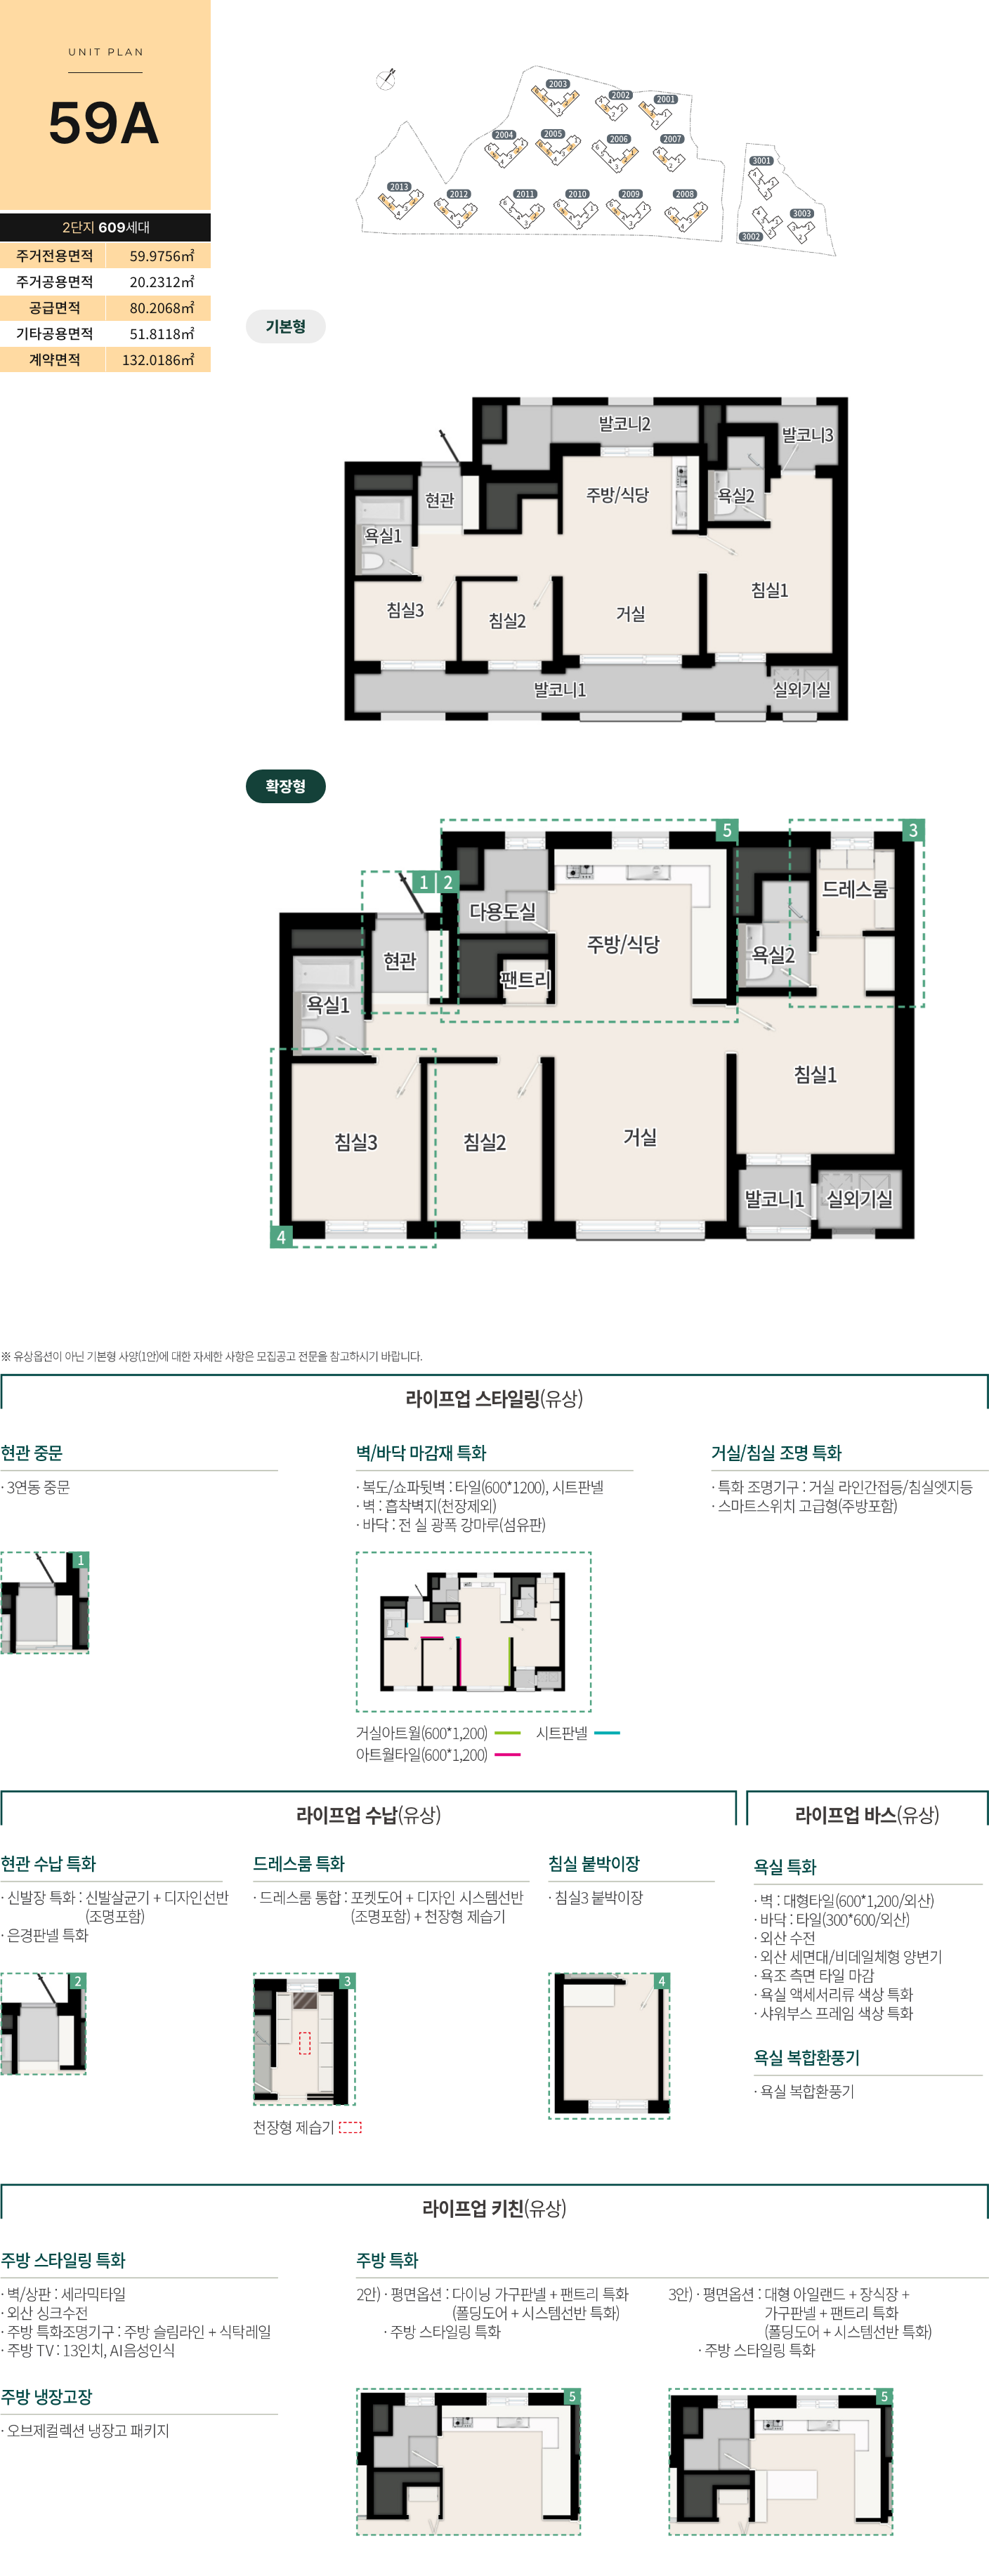 UNIT PLAN
59A
2단지 609세대
주거전용면적 59.9756㎡
주거공용면적 20.2312㎡
공급면적 80.2068㎡
기타공용면적 51.8118㎡
계약면적 132.0186㎡
2003
2002
2001
2004
2005
2006
2007
2013
2012
2011
2010
2009
2008
3001
3002
3003
기본형
발코니2
발코니3
현관
주방/식당
욕실2
욕실1
침실1
침실3
침실2
거실
발코니1
실외기실
확장형
5
3
1 | 2
드레스룸
다용도실
주방/식당
현관
욕실2
팬트리
욕실1
침실1
침실3
침실2
거실
발코니1
실외기실
4
※ 유상옵션이 아닌 기본형 사양(1안)에 대한 자세한 사항은 모집공고 전문을 참고하시기 바랍니다.
라이프업 스타일링(유상)
현관 중문
· 3연동 중문
1
벽/바닥 마감재 특화
· 복도/쇼파뒷벽 : 타일(600*1200), 시트판넬
· 벽 : 흡착벽지(천장제외)
· 바닥 : 전 실 광폭 강마루(섬유판)
거실아트월(600*1,200) 시트판넬
아트월타일(600*1,200)
거실/침실 조명 특화
· 특화 조명기구 : 거실 라인간접등/침실엣지등
· 스마트스위치 고급형(주방포함)
라이프업 수납(유상)
현관 수납 특화
· 신발장 특화 : 신발살균기 + 디자인선반
(조명포함)
· 은경판넬 특화
2
드레스룸 특화
· 드레스룸 통합 : 포켓도어 + 디자인 시스템선반
(조명포함) + 천장형 제습기
3
천장형 제습기
침실 붙박이장
· 침실3 붙박이장
4
라이프업 바스(유상)
욕실 특화
· 벽 : 대형타일(600*1,200/외산)
· 바닥 : 타일(300*600/외산)
· 외산 수전
· 외산 세면대/비데일체형 양변기
· 욕조 측면 타일 마감
· 욕실 액세서리류 색상 특화
· 샤워부스 프레임 색상 특화
욕실 복합환풍기
· 욕실 복합환풍기
라이프업 키친(유상)
주방 스타일링 특화
· 벽/상판 : 세라믹타일
· 외산 싱크수전
· 주방 특화조명기구 : 주방 슬림라인 + 식탁레일
· 주방 TV : 13인치, AI음성인식
주방 냉장고장
· 오브제컬렉션 냉장고 패키지
주방 특화
2안) · 평면옵션 : 다이닝 가구판넬 + 팬트리 특화
(폴딩도어 + 시스템선반 특화)
· 주방 스타일링 특화
5
3안) · 평면옵션 : 대형 아일랜드 + 장식장 +
가구판넬 + 팬트리 특화
(폴딩도어 + 시스템선반 특화)
· 주방 스타일링 특화
5